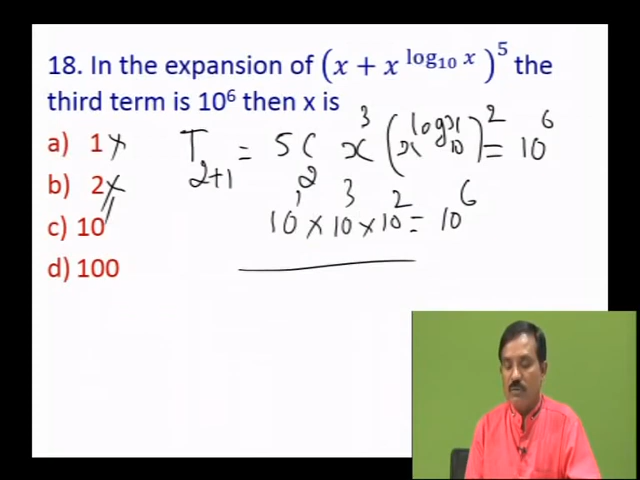 18. In the expansion of (x + x^{log₁₀ x})⁵ the
third term is 10⁶ then x is
a) 1 x
b) 2 x
c) 10 //
d) 100
T₂₊₁ = 5C₂ x³ (x^{log₁₀ x})² = 10⁶
10¹ × 10³ × 10² = 10⁶